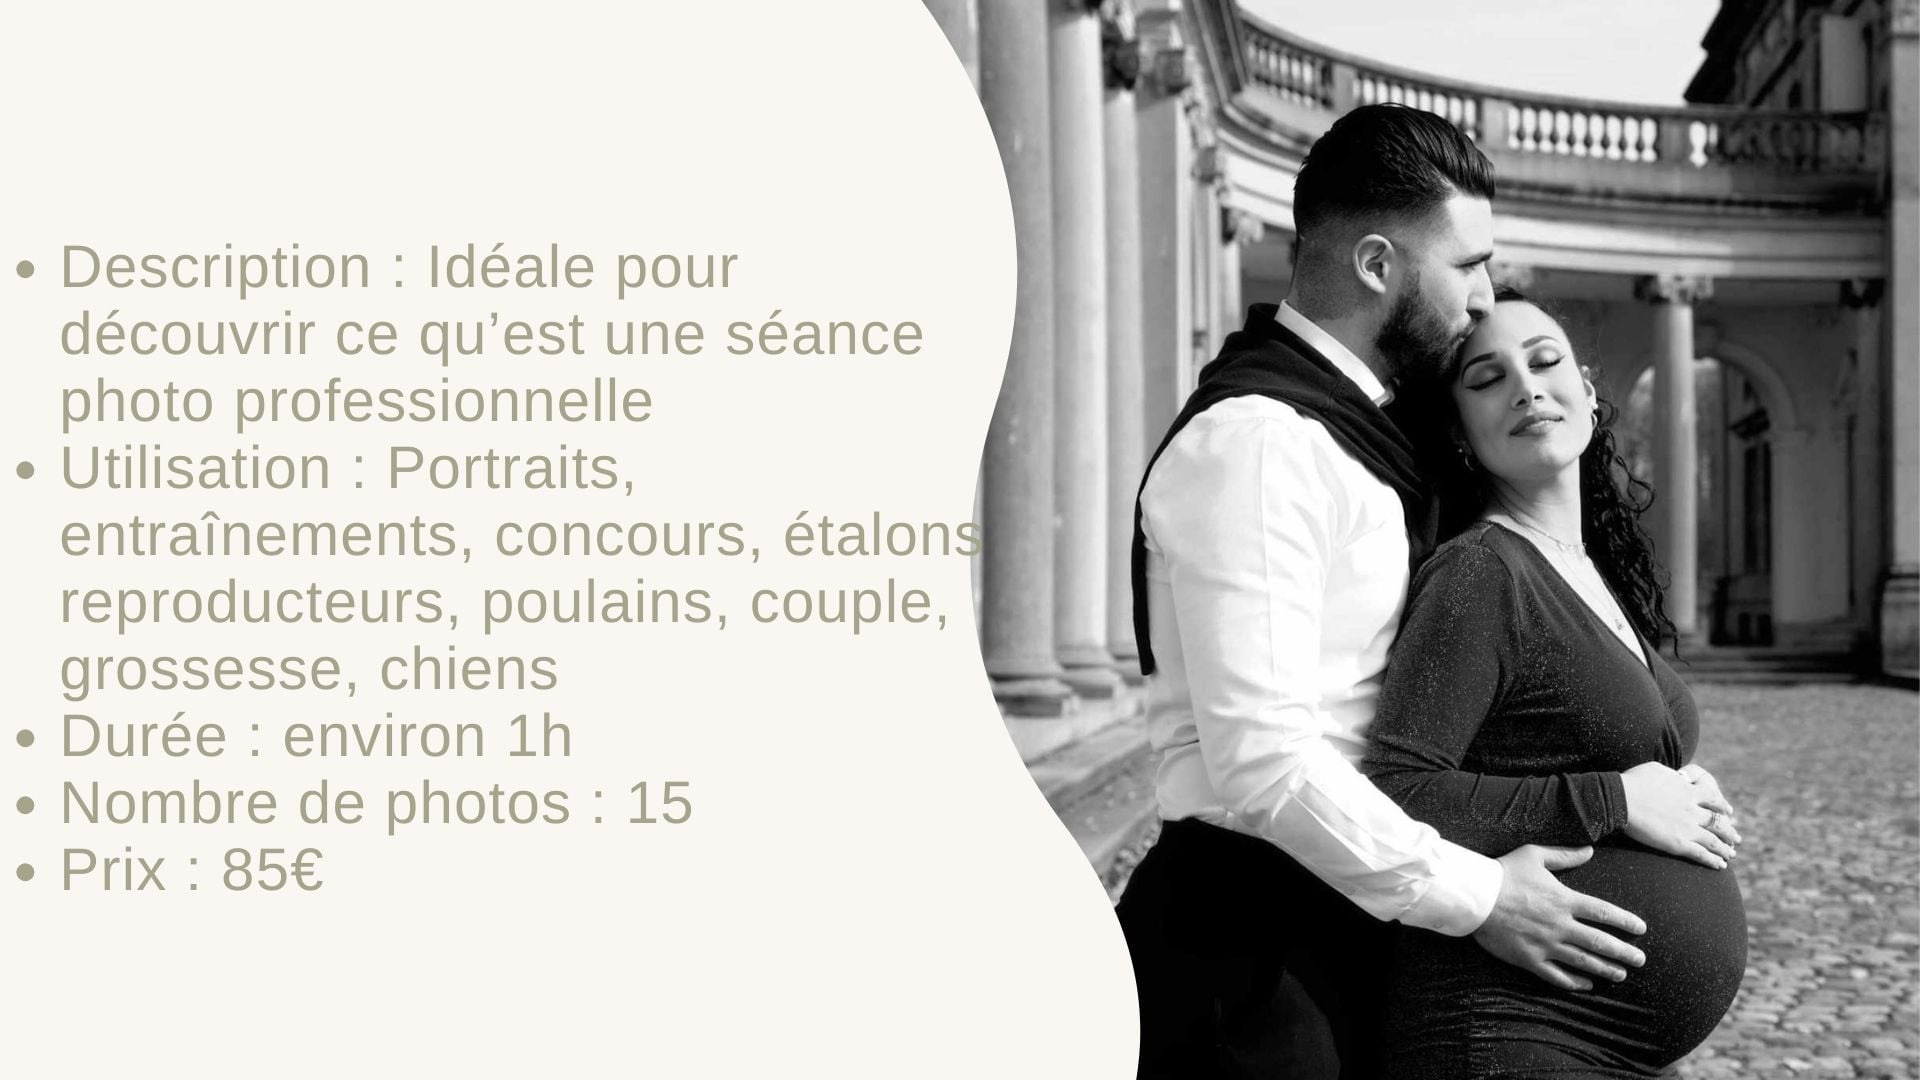 • Description : Idéale pour
découvrir ce qu’est une séance
photo professionnelle
• Utilisation : Portraits,
entraînements, concours, étalons
reproducteurs, poulains, couple,
grossesse, chiens
• Durée : environ 1h
• Nombre de photos : 15
• Prix : 85€